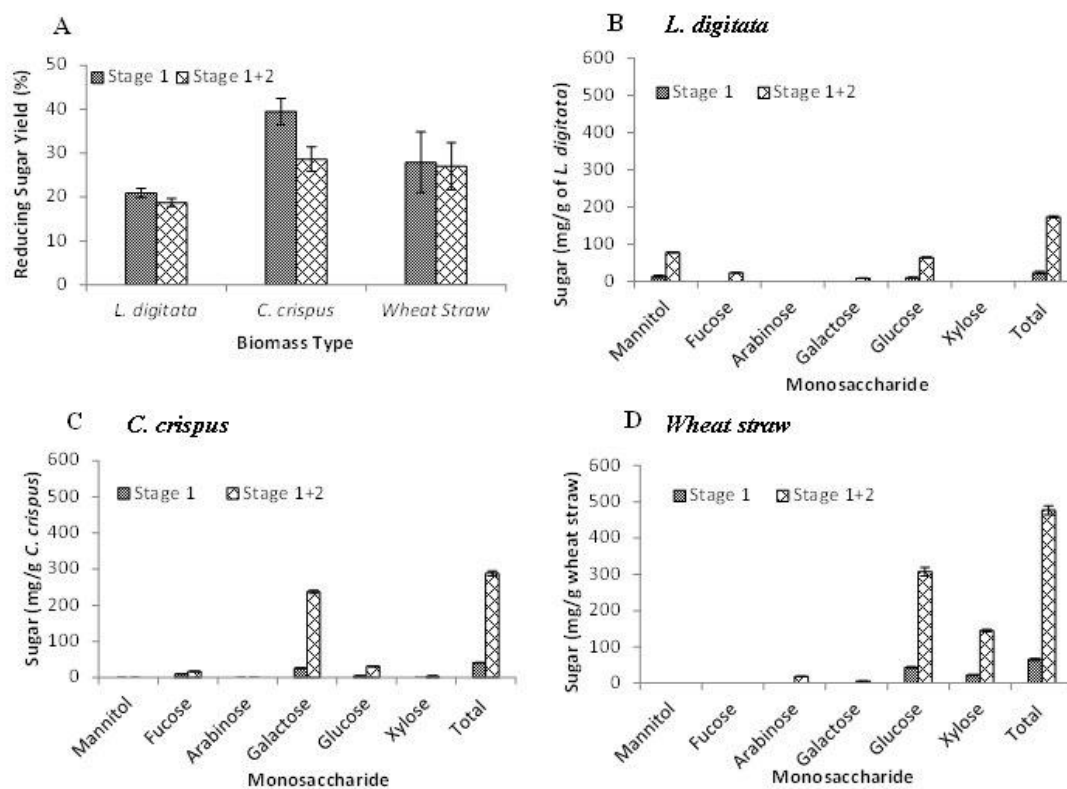 A
Reducing Sugar Yield (%)
50
40
30
20
10
0
Stage 1 Stage 1+2
L. digitata C. crispus Wheat Straw
Biomass Type
B L. digitata
Sugar (mg/g of L. digitata)
600
500
400
300
200
100
0
Stage 1 Stage 1+2
Mannitol Fucose Arabinose Galactose Glucose Xylose Total
Monosaccharide
C C. crispus
Sugar (mg/g C. crispus)
600
500
400
300
200
100
0
Stage 1 Stage 1+2
Mannitol Fucose Arabinose Galactose Glucose Xylose Total
Monosaccharide
D Wheat straw
Sugar (mg/g wheat straw)
600
500
400
300
200
100
0
Stage 1 Stage 1+2
Mannitol Fucose Arabinose Galactose Glucose Xylose Total
Monosaccharide